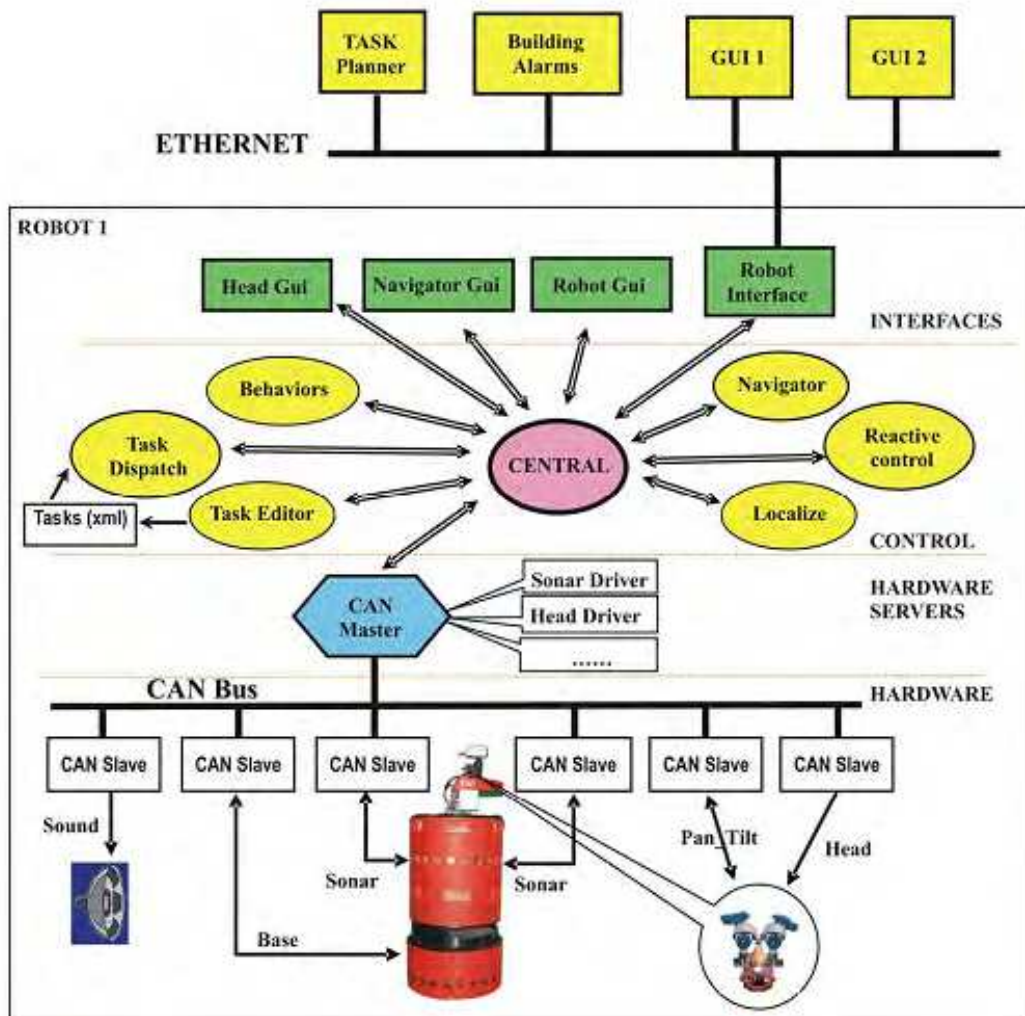 TASK
Planner
Building
Alarms
GUI 1
GUI 2
ETHERNET
ROBOT 1
Head Gui
Navigator Gui
Robot Gui
Robot
Interface
INTERFACES
Behaviors
Navigator
Task
Dispatch
CENTRAL
Reactive
control
Tasks (xml)
Task Editor
Localize
CONTROL
CAN
Master
Sonar Driver
Head Driver
......
HARDWARE
SERVERS
CAN Bus
HARDWARE
CAN Slave
CAN Slave
CAN Slave
CAN Slave
CAN Slave
CAN Slave
Sound
Sonar
Sonar
Pan_Tilt
Head
Base